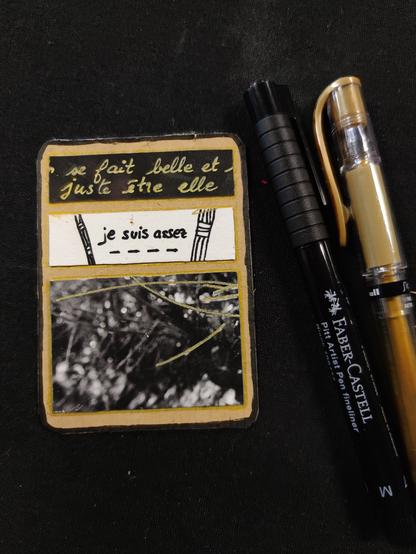 se fait belle et
juste être elle
je suis assez
FABER-CASTELL
Pitt Artist Pen fineliner
M